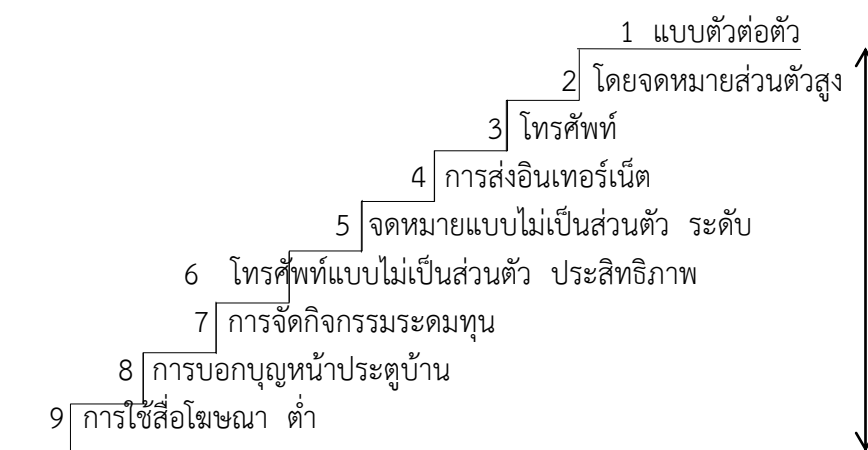 1 แบบตัวต่อตัว
2 โดยจดหมายส่วนตัวสูง
3 โทรศัพท์
4 การส่งอินเทอร์เน็ต
5 จดหมายแบบไม่เป็นส่วนตัว ระดับ
6 โทรศัพท์แบบไม่เป็นส่วนตัว ประสิทธิภาพ
7 การจัดกิจกรรมระดมทุน
8 การบอกบุญหน้าประตูบ้าน
9 การใช้สื่อโฆษณา ต่ำ